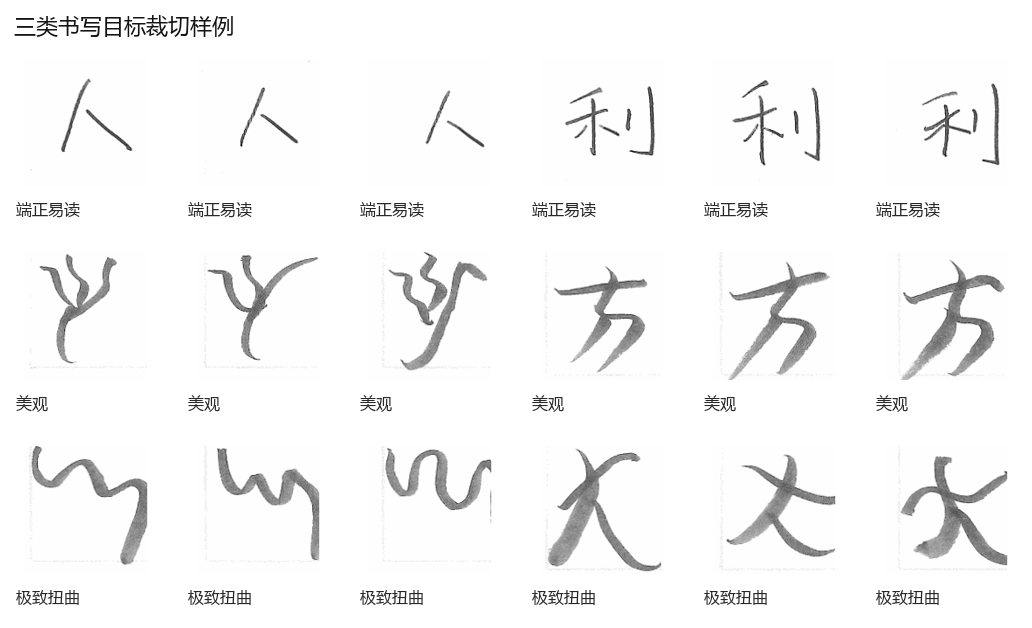 三类书写目标裁切样例
人 人 人 利 利 利
端正易读 端正易读 端正易读 端正易读 端正易读 端正易读
方 方 方
美观 美观 美观 美观 美观 美观
大 大 大
极致扭曲 极致扭曲 极致扭曲 极致扭曲 极致扭曲 极致扭曲